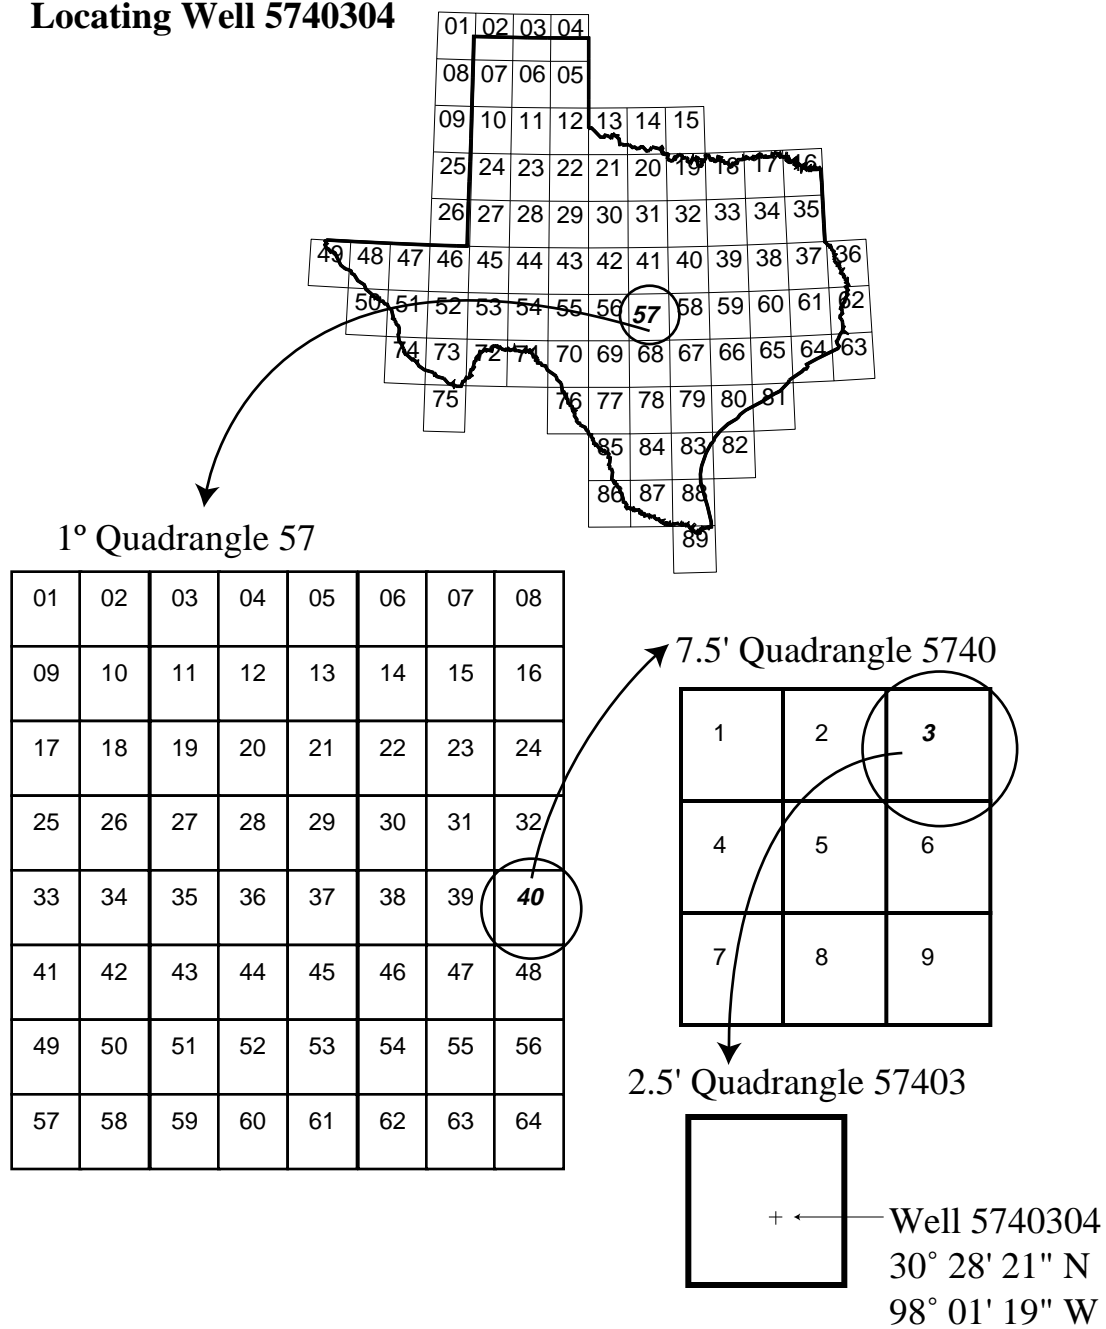 Locating Well 5740304
01 02 03 04
08 07 06 05
09 10 11 12 13 14 15
25 24 23 22 21 20 19 18 17 16
26 27 28 29 30 31 32 33 34 35
49 48 47 46 45 44 43 42 41 40 39 38 37 36
50 51 52 53 54 55 56 57 58 59 60 61 62
74 73 72 71 70 69 68 67 66 65 64 63
75 76 77 78 79 80 81
85 84 83 82
86 87 88
89
1º Quadrangle 57
01 02 03 04 05 06 07 08
09 10 11 12 13 14 15 16
17 18 19 20 21 22 23 24
25 26 27 28 29 30 31 32
33 34 35 36 37 38 39 40
41 42 43 44 45 46 47 48
49 50 51 52 53 54 55 56
57 58 59 60 61 62 63 64
7.5' Quadrangle 5740
1 2 3
4 5 6
7 8 9
2.5' Quadrangle 57403
Well 5740304
30° 28' 21" N
98° 01' 19" W